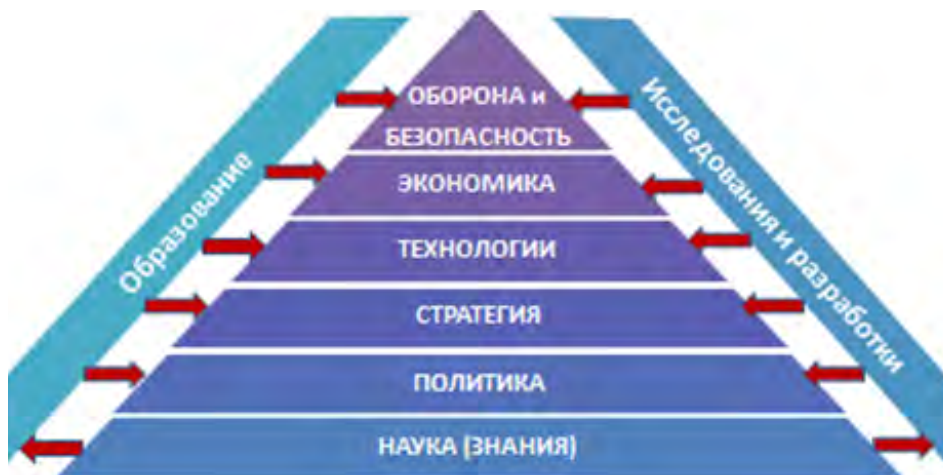 ОБОРОНА и
БЕЗОПАСНОСТЬ
ЭКОНОМИКА
ТЕХНОЛОГИИ
СТРАТЕГИЯ
ПОЛИТИКА
НАУКА (ЗНАНИЯ)
Образование
Исследования и разработки